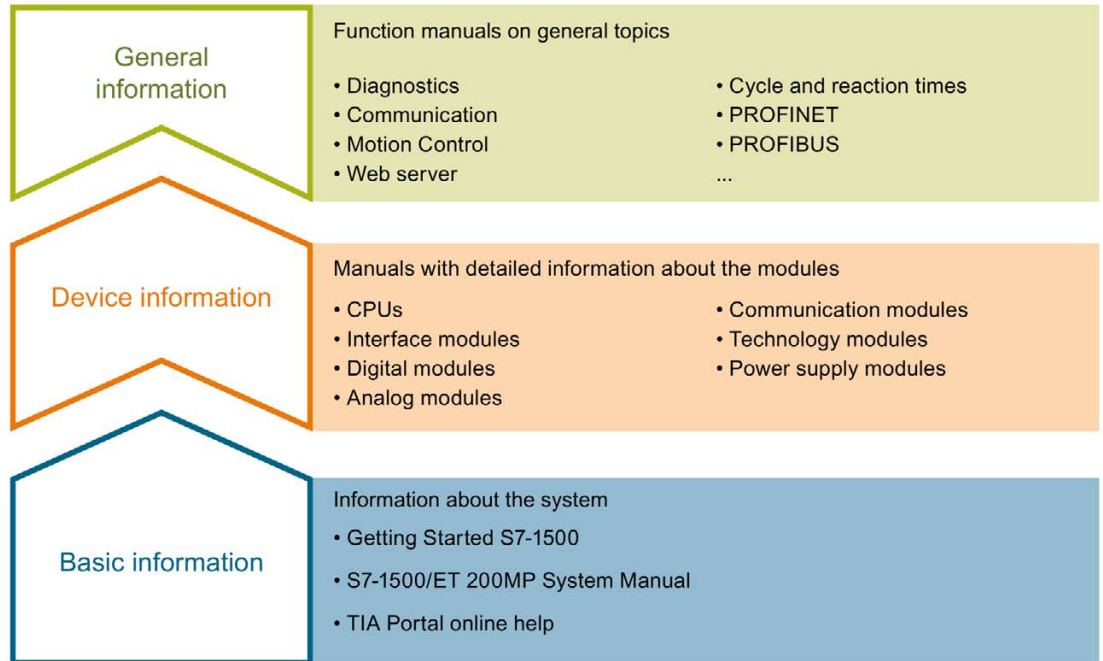 General
information
Function manuals on general topics
• Diagnostics
• Communication
• Motion Control
• Web server
• Cycle and reaction times
• PROFINET
• PROFIBUS
...
Device information
Manuals with detailed information about the modules
• CPUs
• Interface modules
• Digital modules
• Analog modules
• Communication modules
• Technology modules
• Power supply modules
Basic information
Information about the system
• Getting Started S7-1500
• S7-1500/ET 200MP System Manual
• TIA Portal online help